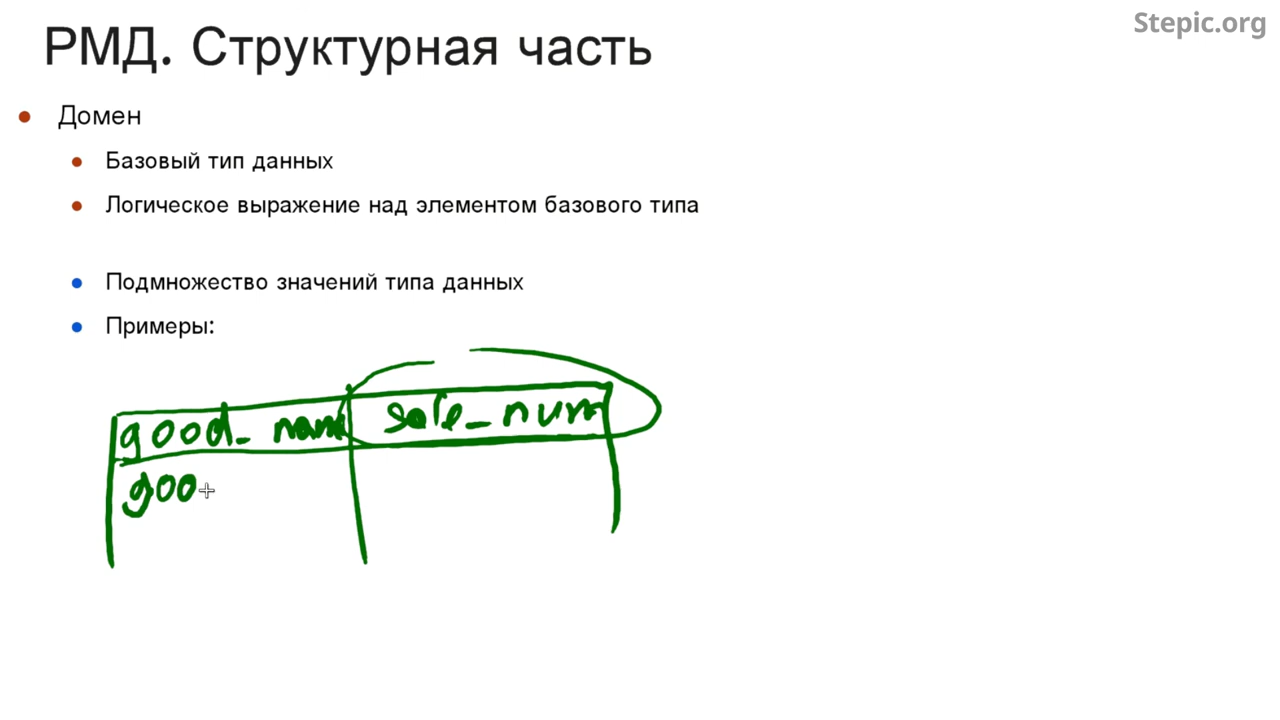 Stepic.org
РМД. Структурная часть
Домен
Базовый тип данных
Логическое выражение над элементом базового типа
Подмножество значений типа данных
Примеры:
good_name sale_num
goo